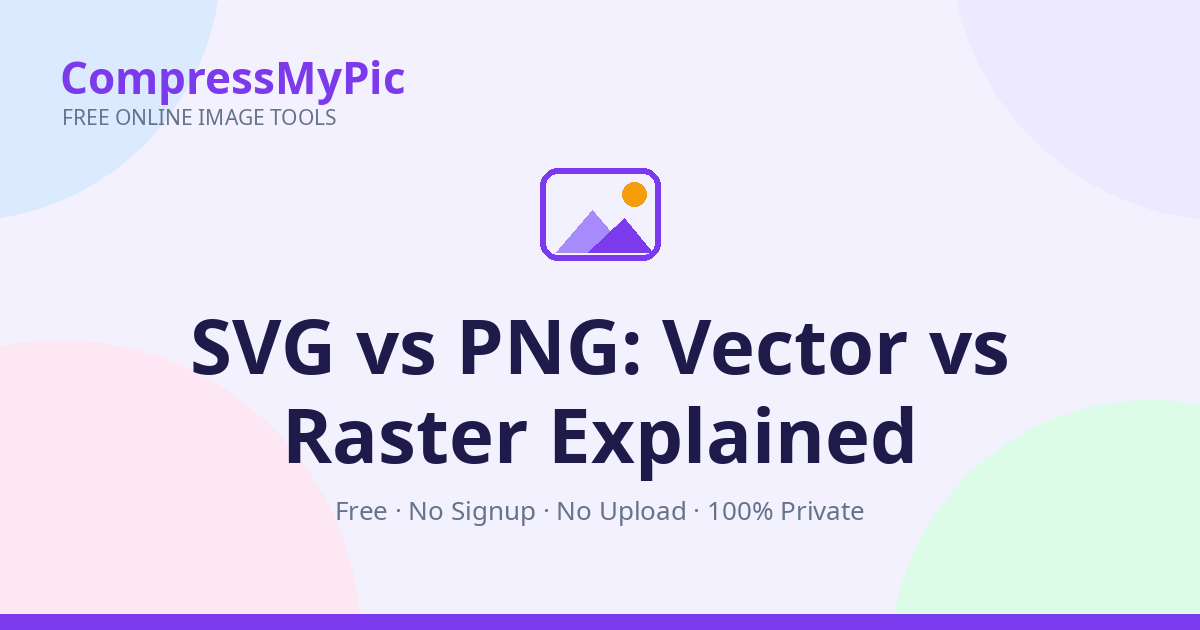 CompressMyPic
FREE ONLINE IMAGE TOOLS
SVG vs PNG: Vector vs
Raster Explained
Free · No Signup · No Upload · 100% Private